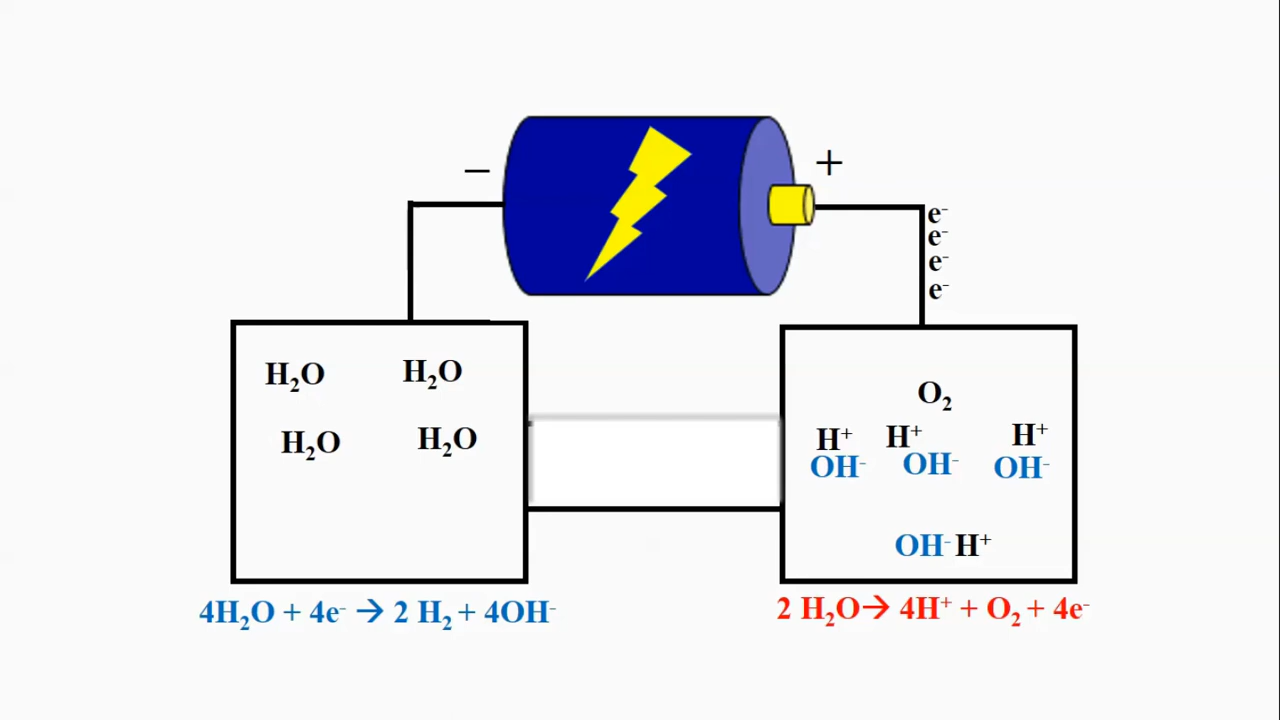 –
+
e⁻
e⁻
e⁻
e⁻
H₂O H₂O
H₂O H₂O
O₂
H⁺ H⁺ H⁺
OH⁻ OH⁻ OH⁻
OH⁻ H⁺
4H₂O + 4e⁻ → 2 H₂ + 4OH⁻
2 H₂O→ 4H⁺ + O₂ + 4e⁻